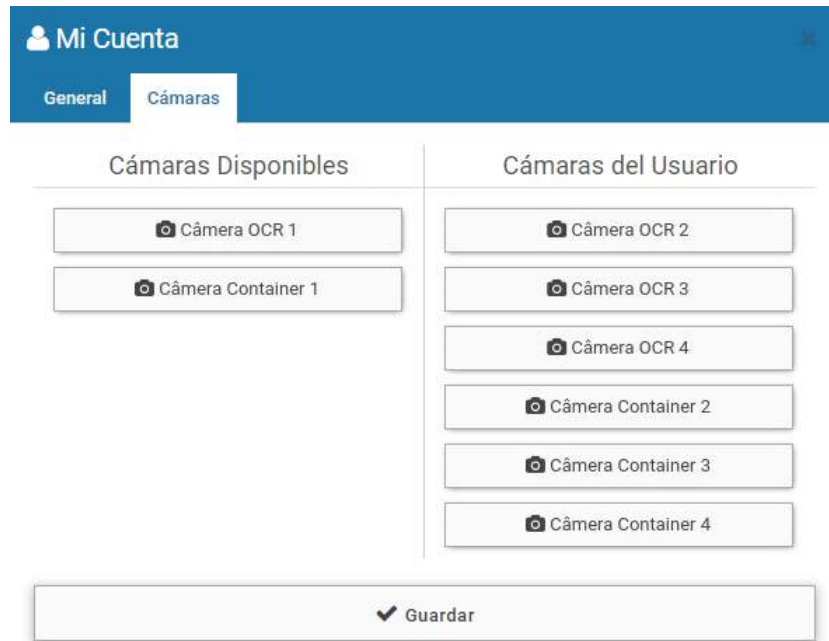 Mi Cuenta
General Cámaras
Cámaras Disponibles
Câmera OCR 1
Câmera Container 1
Cámaras del Usuario
Câmera OCR 2
Câmera OCR 3
Câmera OCR 4
Câmera Container 2
Câmera Container 3
Câmera Container 4
Guardar